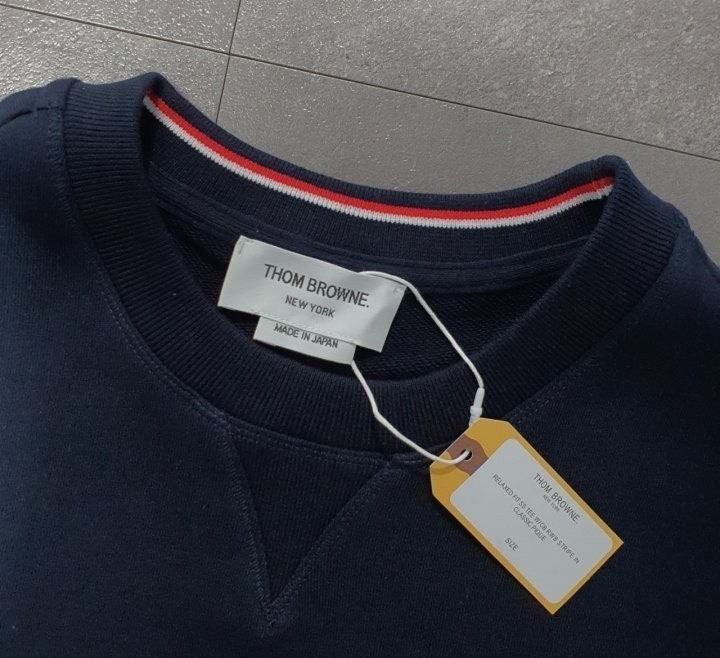 THOM BROWNE.
NEW YORK
MADE IN JAPAN
THOM BROWNE.
NEW YORK
RELAXED FIT SS TEE W/CB RWB STRIPE IN
CLASSIC PIQUE
SIZE